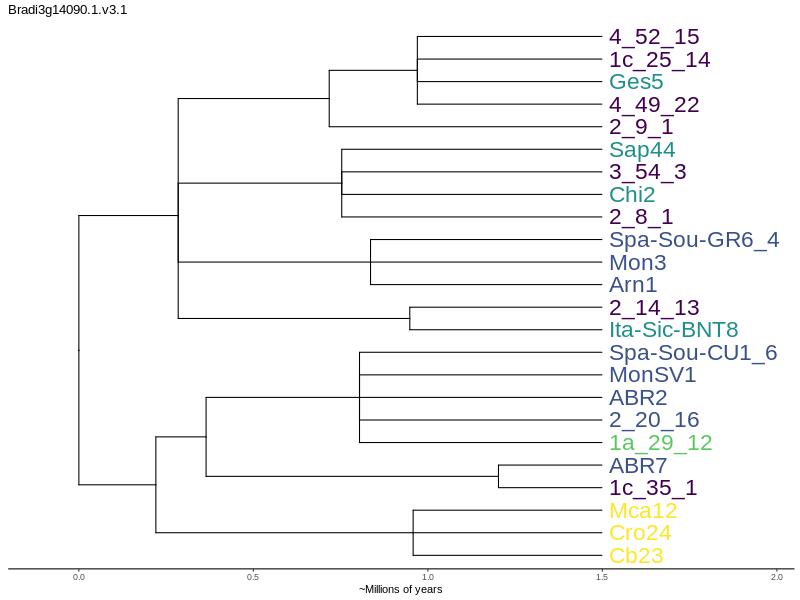 Bradi3g14090.1.v3.1
4_52_15
1c_25_14
Ges5
4_49_22
2_9_1
Sap44
3_54_3
Chi2
2_8_1
Spa-Sou-GR6_4
Mon3
Arn1
2_14_13
Ita-Sic-BNT8
Spa-Sou-CU1_6
MonSV1
ABR2
2_20_16
1a_29_12
ABR7
1c_35_1
Mca12
Cro24
Cb23
0.0 0.5 1.0 1.5 2.0
~Millions of years